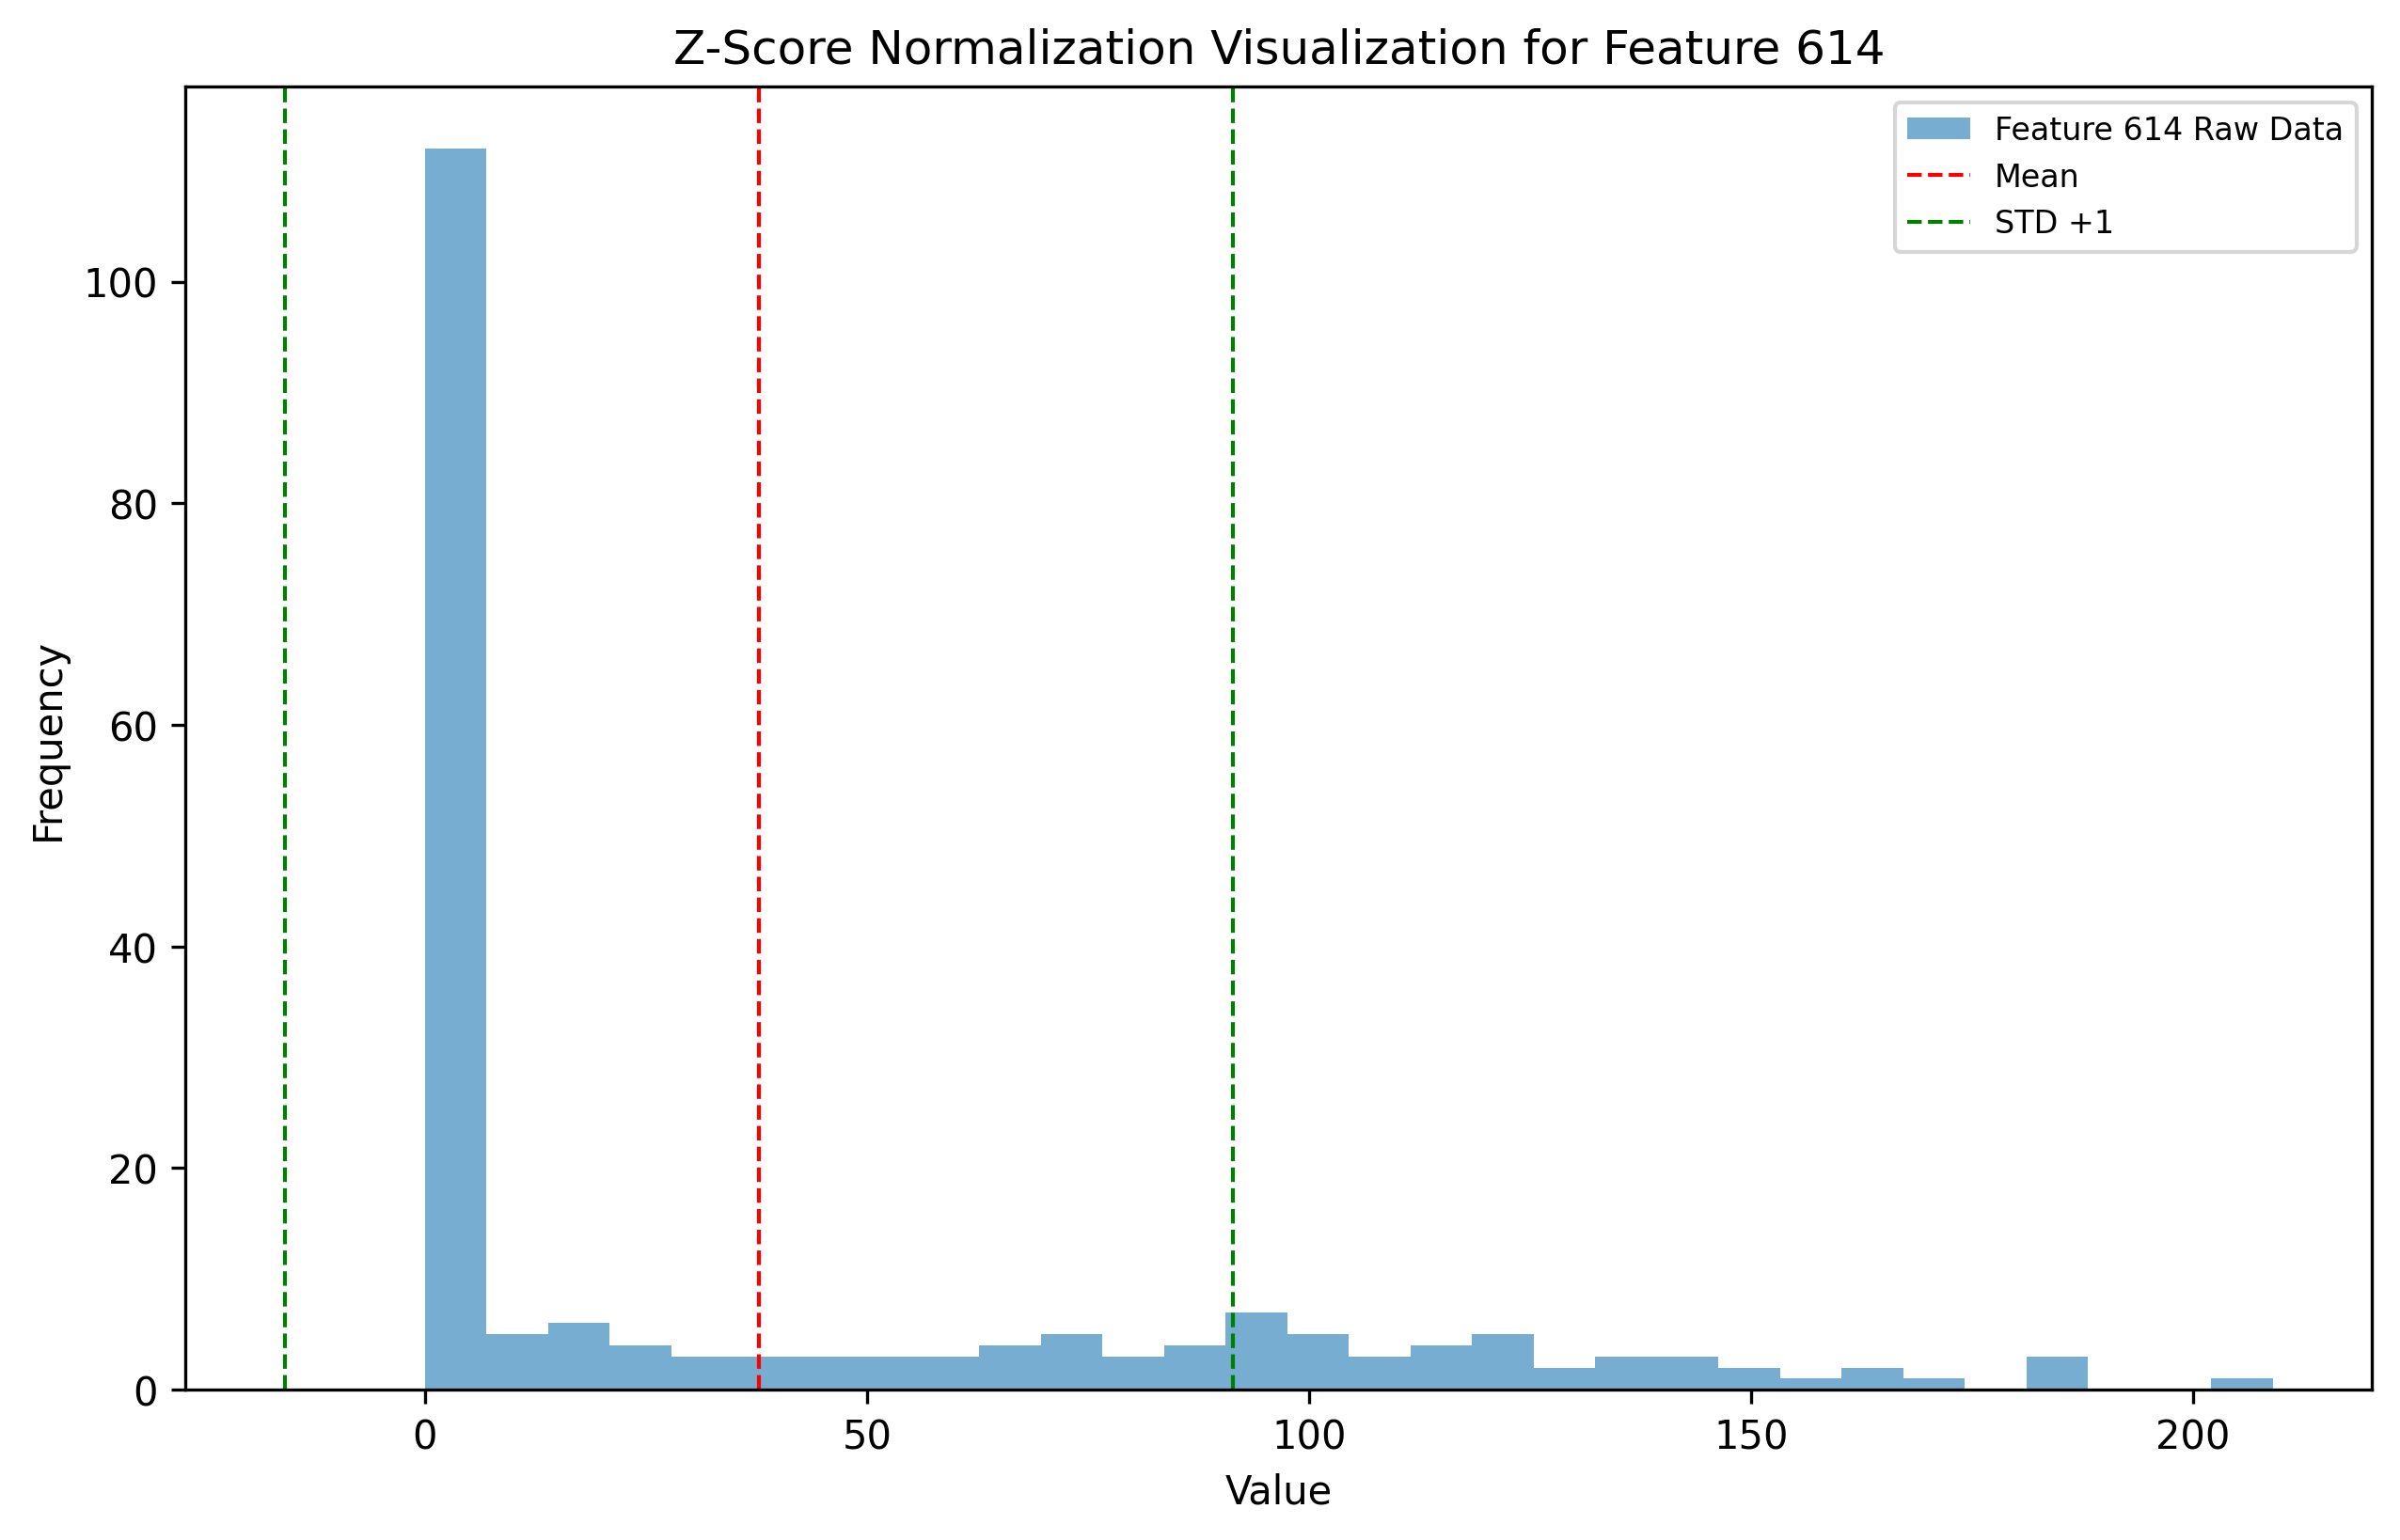 Z-Score Normalization Visualization for Feature 614
Feature 614 Raw Data
Mean
STD +1
Frequency
100
80
60
40
20
0
0 50 100 150 200
Value